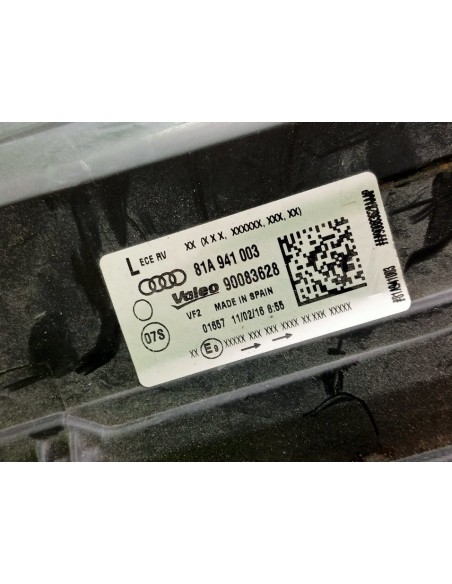 XX (X X X, XXXXXX, XXX, XX)
L ECE RV
81A 941 003
Valeo 90083628
VF2 MADE IN SPAIN
07S
01657 11/02/16 8:55
XX E9 XXXXX XXX XXX XXXX XX XXX XXXXX